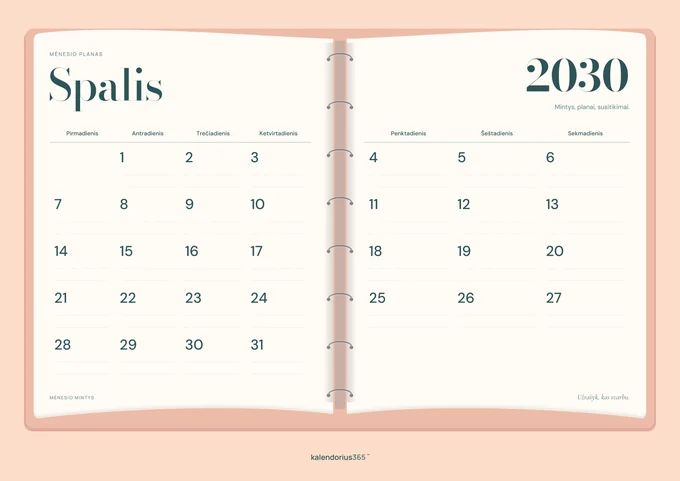 MĖNESIO PLANAS
Spalis
2030
Mintys, planai, susitikimai.
Pirmadienis Antradienis Trečiadienis Ketvirtadienis Penktadienis Šeštadienis Sekmadienis
1 2 3 4 5 6
7 8 9 10 11 12 13
14 15 16 17 18 19 20
21 22 23 24 25 26 27
28 29 30 31
MĖNESIO MINTYS
Užrašyk, kas svarbu.
kalendorius365™